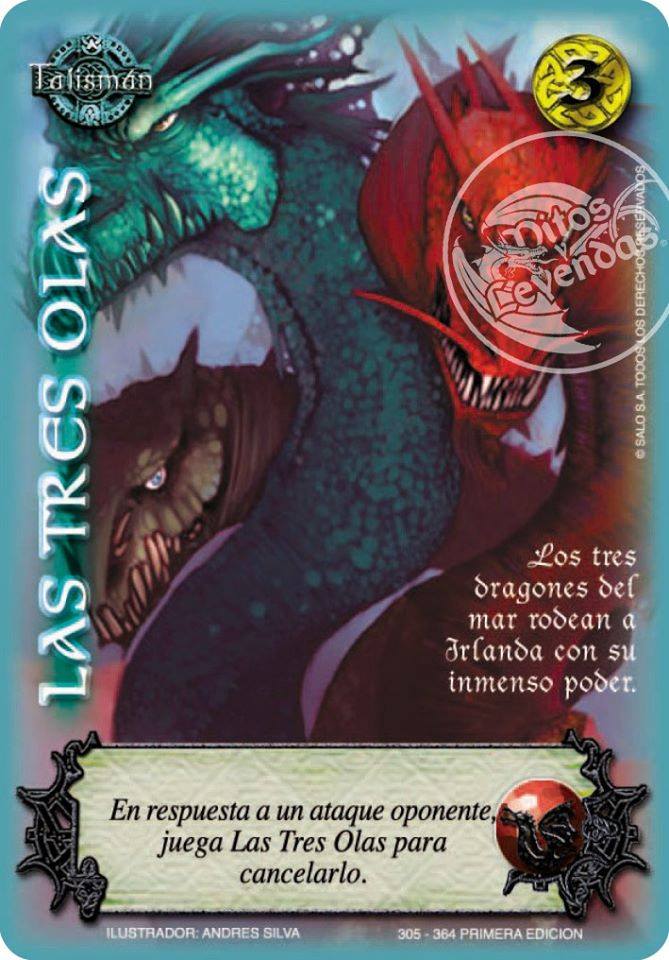 Talismán
3
LAS TRES OLAS
Mitos
y
Leyendas
© SALO S.A. TODOS LOS DERECHOS RESERVADOS
Los tres
dragones del
mar rodean a
Irlanda con su
inmenso poder.
En respuesta a un ataque oponente,
juega Las Tres Olas para
cancelarlo.
ILUSTRADOR: ANDRES SILVA
305 - 364 PRIMERA EDICION